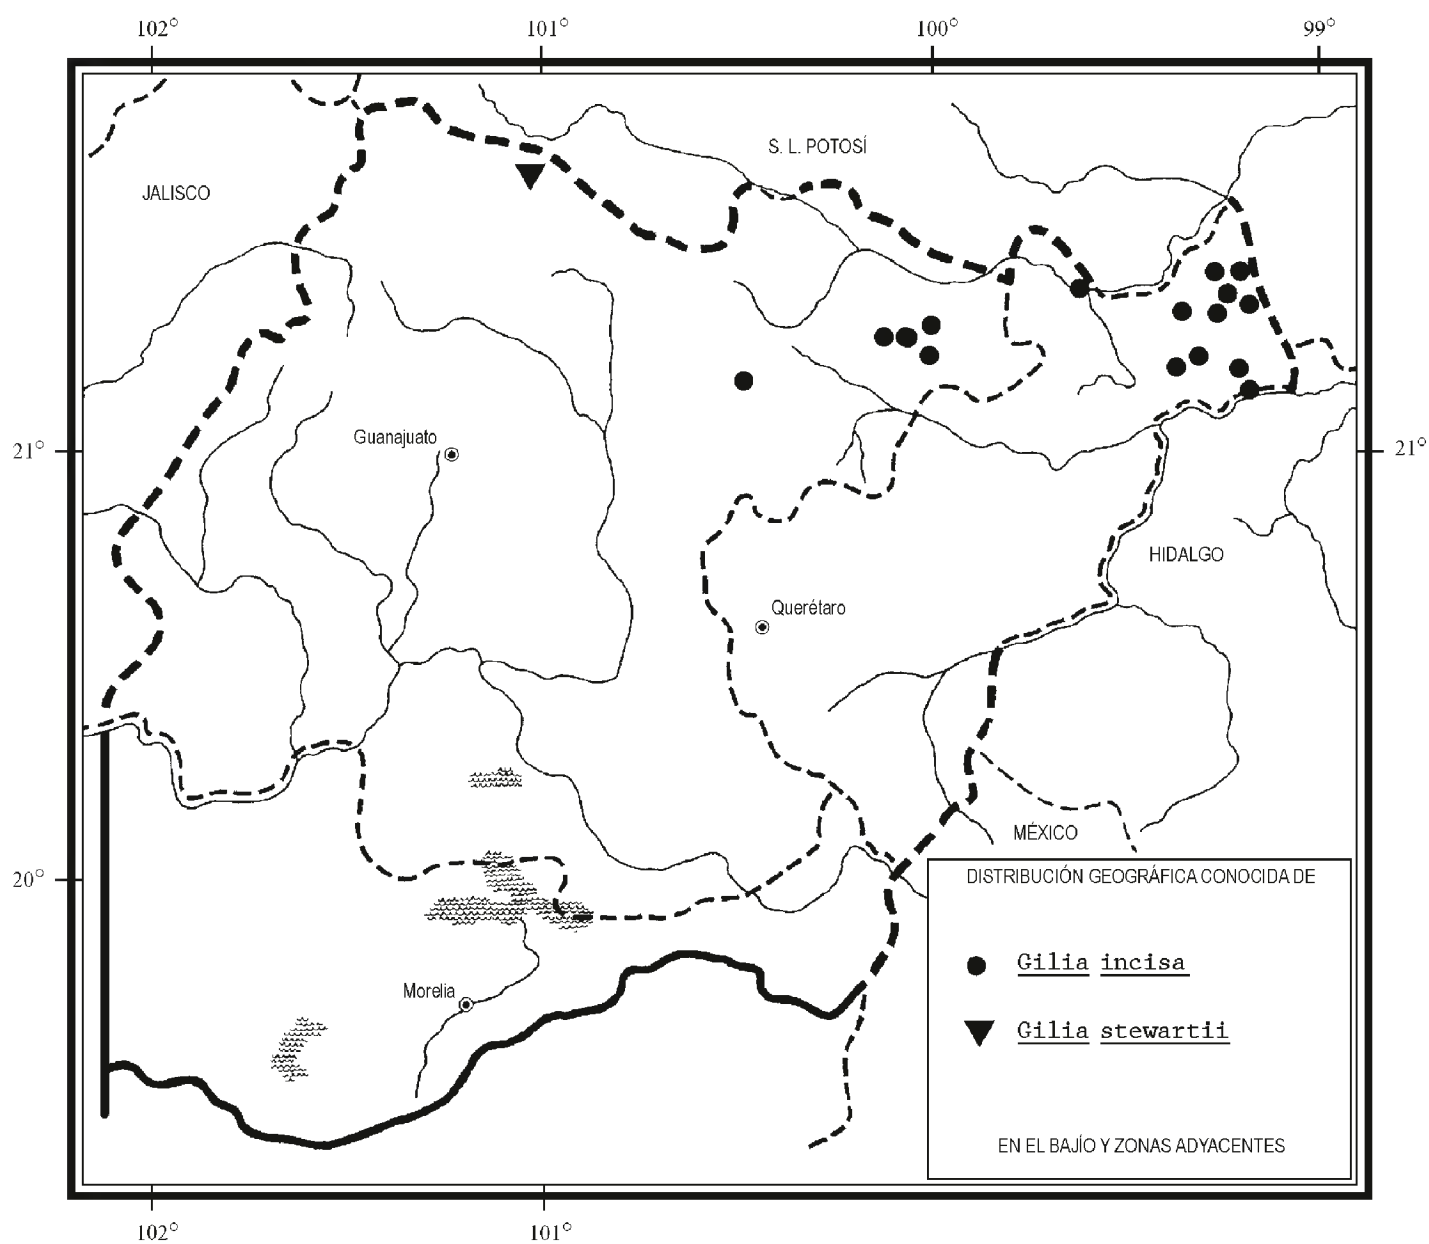 102° 101° 100° 99°
S. L. POTOSÍ
JALISCO
Guanajuato
21° 21°
HIDALGO
Querétaro
MÉXICO
20°
DISTRIBUCIÓN GEOGRÁFICA CONOCIDA DE
Gilia incisa
Morelia
Gilia stewartii
EN EL BAJÍO Y ZONAS ADYACENTES
102° 101°